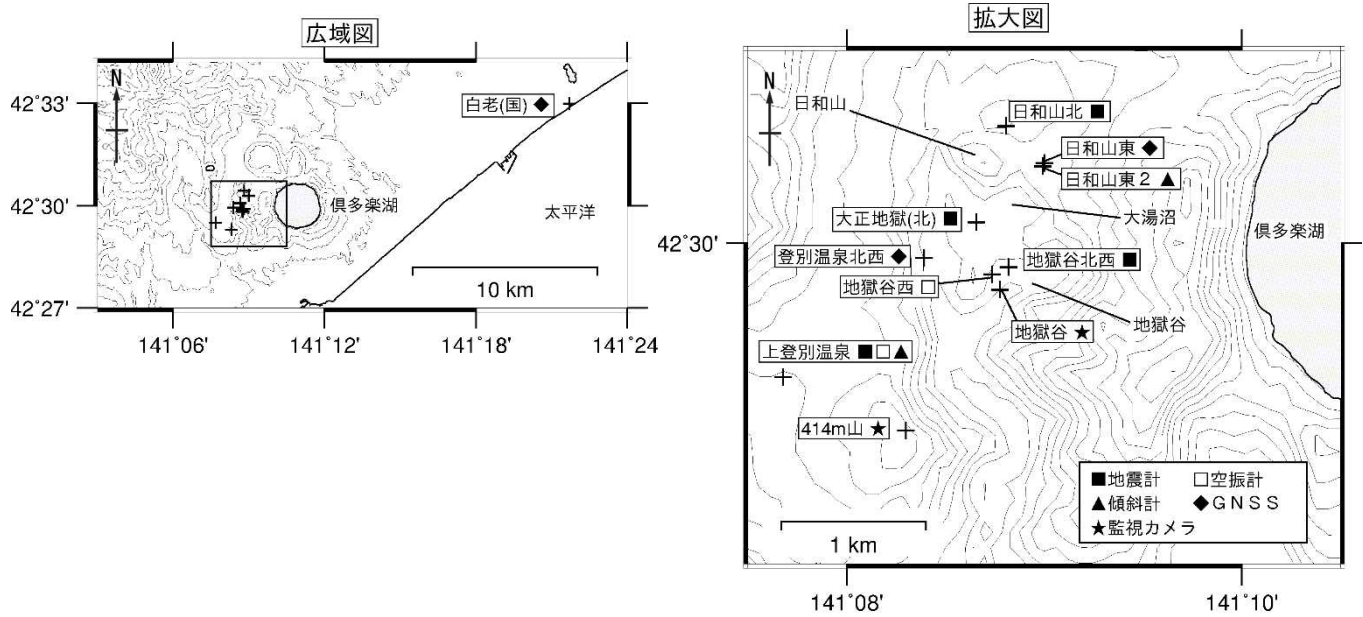 広域図
N
42˚33'
42˚30'
42˚27'
白老(国) ◆
倶多楽湖
太平洋
10 km
141˚06'
141˚12'
141˚18'
141˚24'
拡大図
N
日和山
日和山北 ■
日和山東 ◆
日和山東2 ▲
大正地獄(北) ■
大湯沼
倶多楽湖
42˚30'
登別温泉北西 ◆
地獄谷北西 ■
地獄谷西 □
地獄谷
地獄谷 ★
上登別温泉 ■□▲
414m山 ★
■地震計 □空振計
▲傾斜計 ◆GNSS
★監視カメラ
1 km
141˚08'
141˚10'